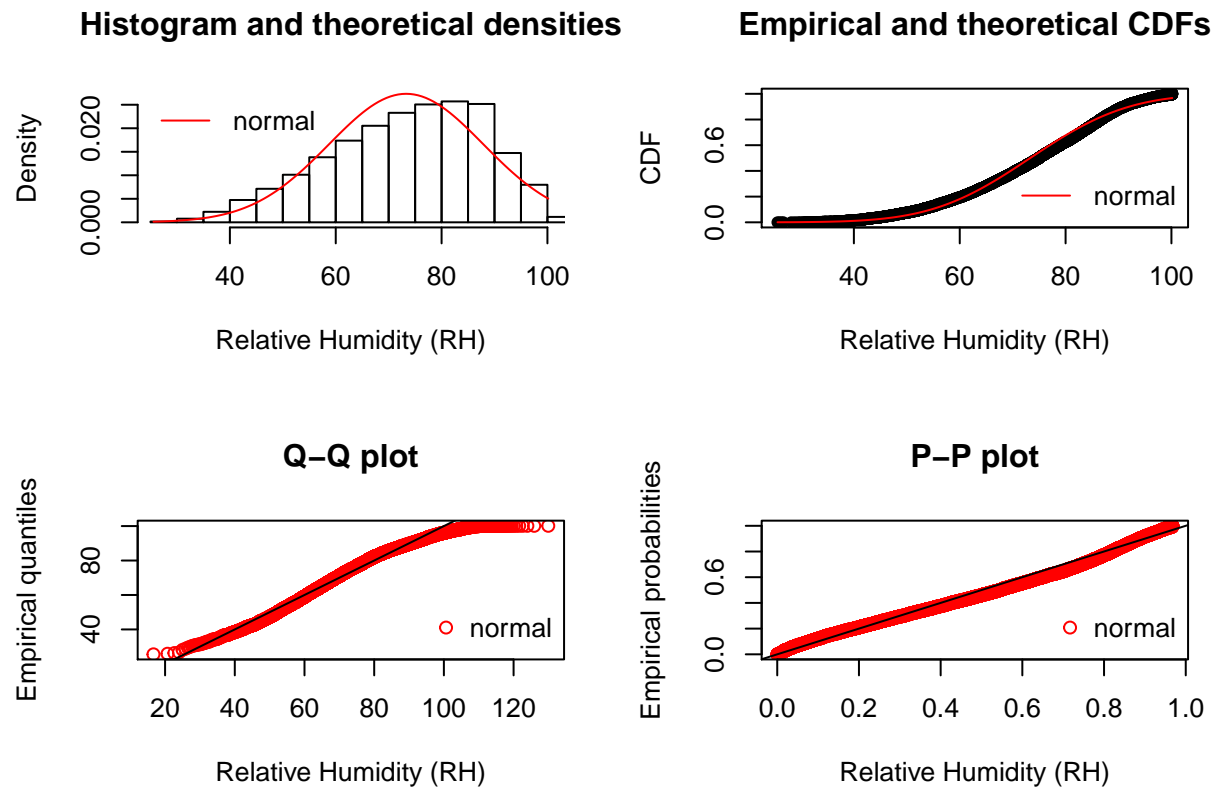 Histogram and theoretical densities
Density
0.000
0.020
normal
40 60 80 100
Relative Humidity (RH)
Empirical and theoretical CDFs
CDF
0.0
0.6
normal
40 60 80 100
Relative Humidity (RH)
Q−Q plot
Empirical quantiles
40
80
normal
20 40 60 80 100 120
Relative Humidity (RH)
P−P plot
Empirical probabilities
0.0
0.6
normal
0.0 0.2 0.4 0.6 0.8 1.0
Relative Humidity (RH)